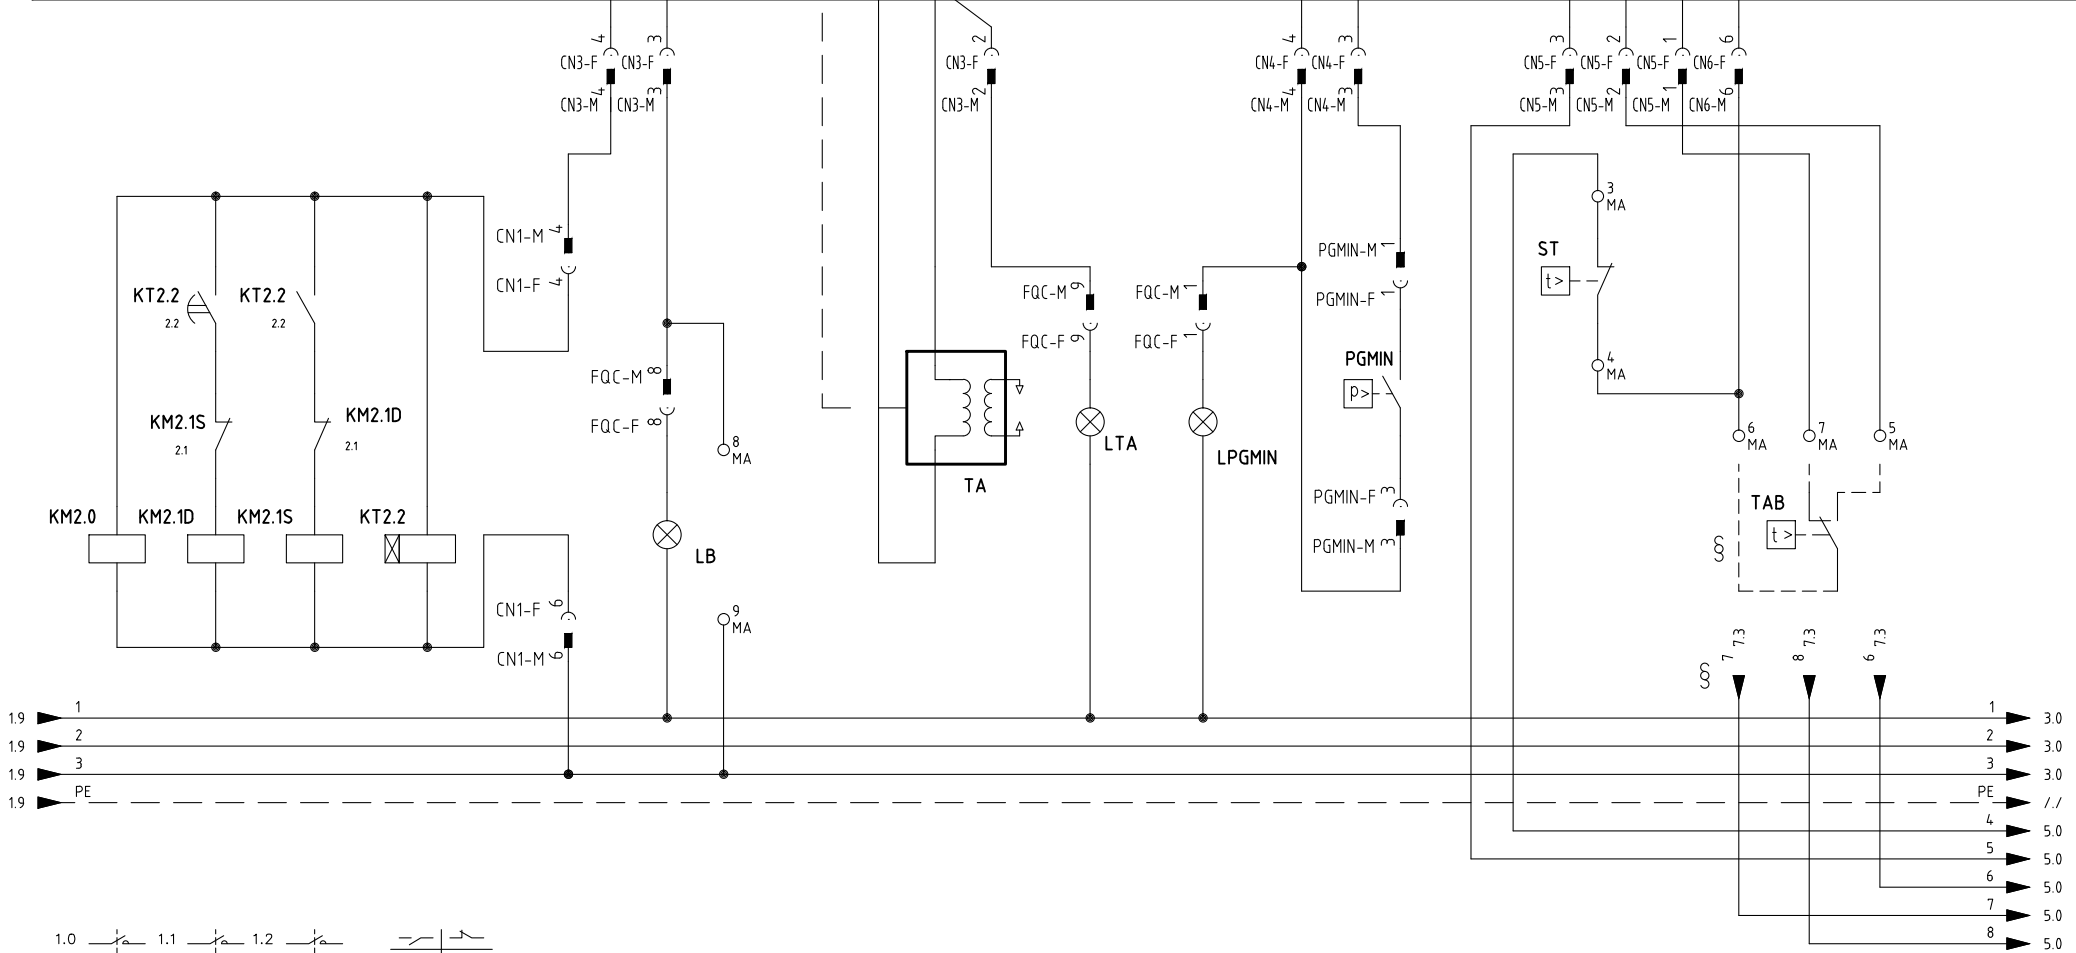 4 3 2 4 3 3 2 1 6
CN3-F CN3-F CN3-F CN4-F CN4-F CN5-F CN5-F CN5-F CN6-F
4 3 2 4 3 3 2 1 6
CN3-M CN3-M CN3-M CN4-M CN4-M CN5-M CN5-M CN5-M CN6-M
3
MA
CN1-M 4
CN1-F 4
PGMIN-M 1
PGMIN-F 1
ST
t>
KT2.2
2.2
KT2.2
2.2
FQC-M 9
FQC-F 9
FQC-M 1
FQC-F 1
FQC-M 8
FQC-F 8
PGMIN
p>
4
MA
KM2.1S
2.1
KM2.1D
2.1
8
MA
LTA
LPGMIN
TA
6
MA
7
MA
5
MA
PGMIN-F 3
PGMIN-M 3
TAB
t>
KM2.0 KM2.1D KM2.1S KT2.2
LB
§
CN1-F 6
CN1-M 6
9
MA
§
7 7.3
8 7.3
6 7.3
1.9 1 1 3.0
1.9 2 2 3.0
1.9 3 3 3.0
1.9 PE PE /./
4 5.0
5 5.0
6 5.0
7 5.0
8 5.0
1.0 1.1 1.2